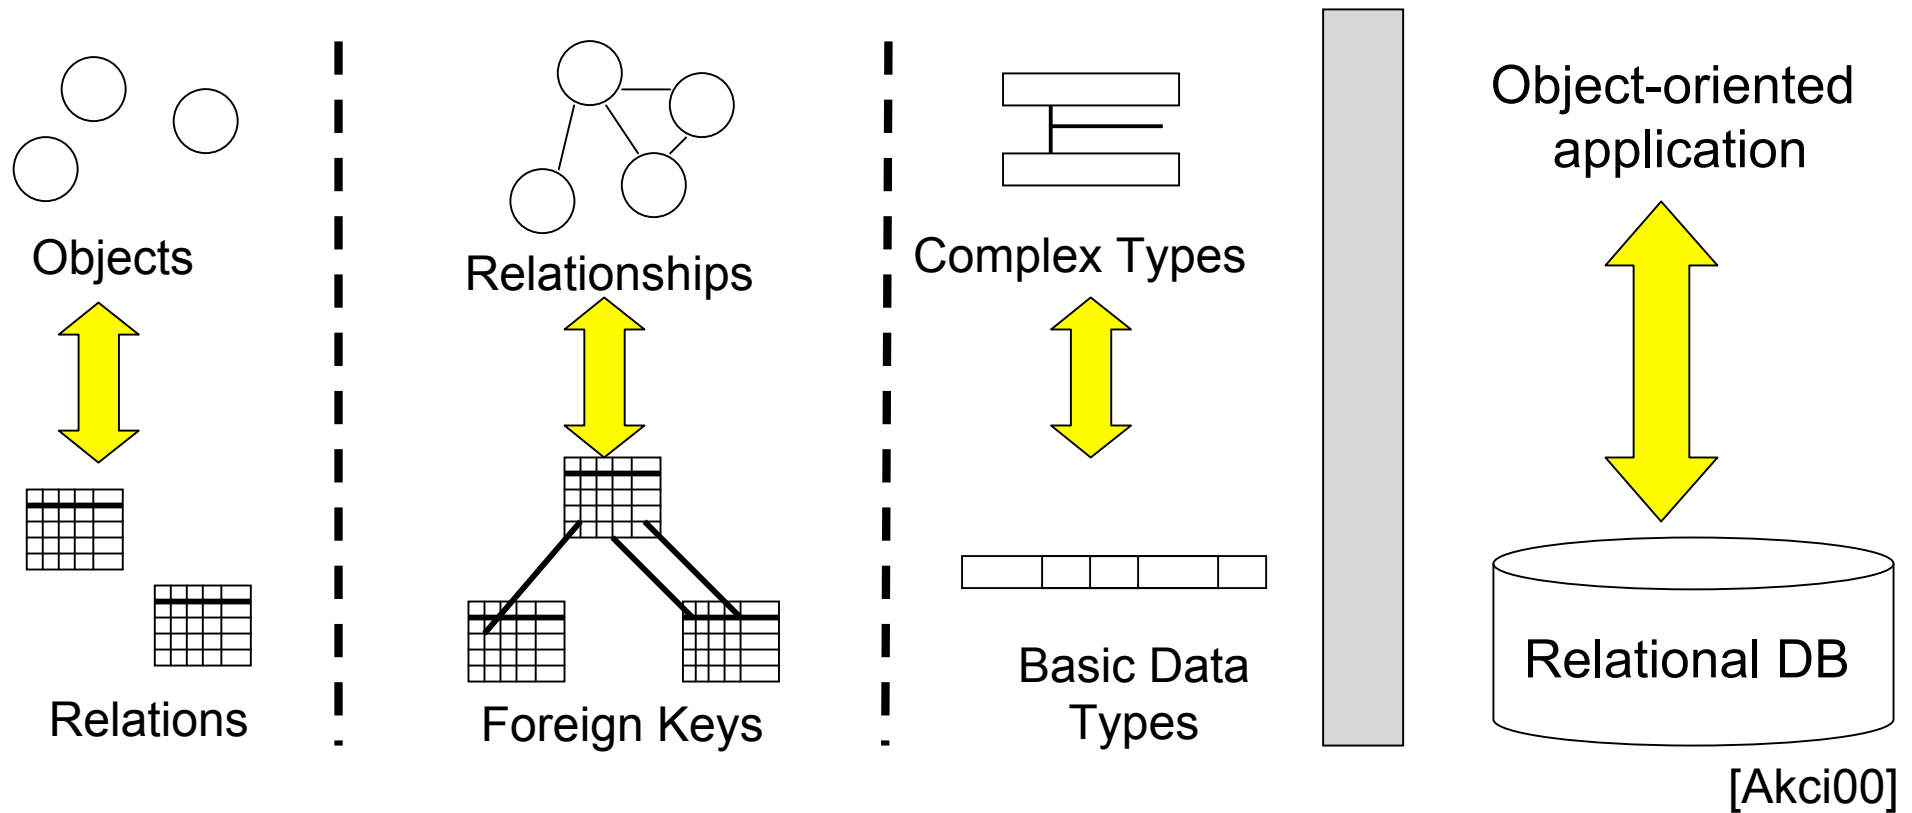 Objects
Relations
Relationships
Foreign Keys
Complex Types
Basic Data
Types
Object-oriented
application
Relational DB
[Akci00]